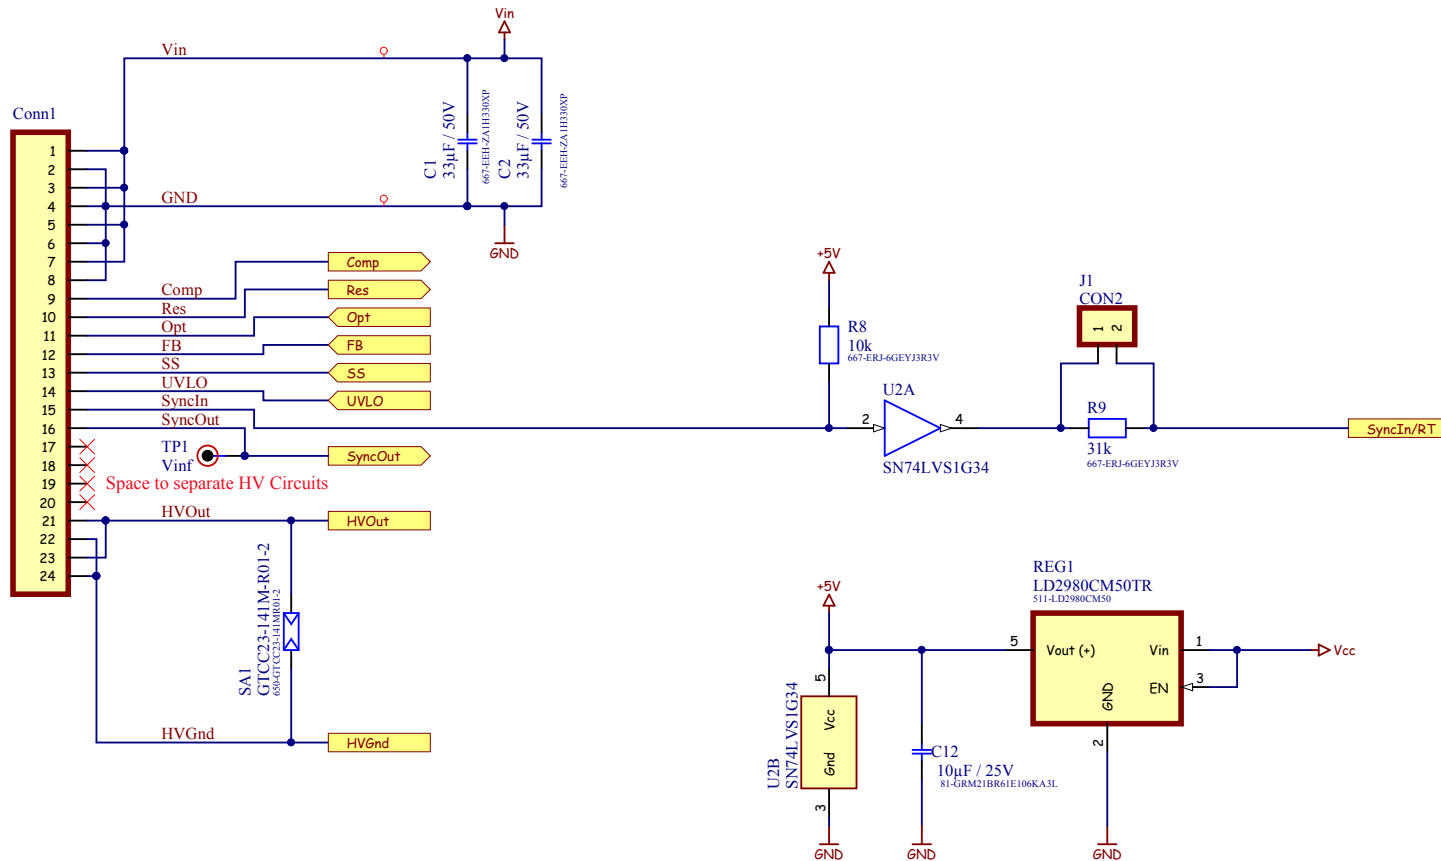 Vin
Vin
Conn1
C1
33µF / 50V
667-EEH-ZA1H330XP
C2
33µF / 50V
667-EEH-ZA1H330XP
1
2
3
4
5
6
7
8
9
10
11
12
13
14
15
16
17
18
19
20
21
22
23
24
GND
GND
Comp
Res
Opt
FB
SS
UVLO
SyncIn
SyncOut
Comp
Res
Opt
FB
SS
UVLO
SyncOut
TP1
Vinf
Space to separate HV Circuits
HVOut
HVOut
SA1
GTCC23-141M-R01-2
650-GTCC23-141MR01-2
HVGnd
HVGnd
+5V
R8
10k
667-ERJ-6GEYJ3R3V
U2A
2
4
SN74LVS1G34
J1
CON2
1
2
R9
31k
667-ERJ-6GEYJ3R3V
SyncIn/RT
+5V
5
Vcc
Gnd
3
U2B
SN74LVS1G34
C12
10µF / 25V
81-GRM21BR61E106KA3L
GND
GND
REG1
LD2980CM50TR
511-LD2980CM50
5
Vout (+)
Vin
1
EN
3
GND
2
Vcc
GND